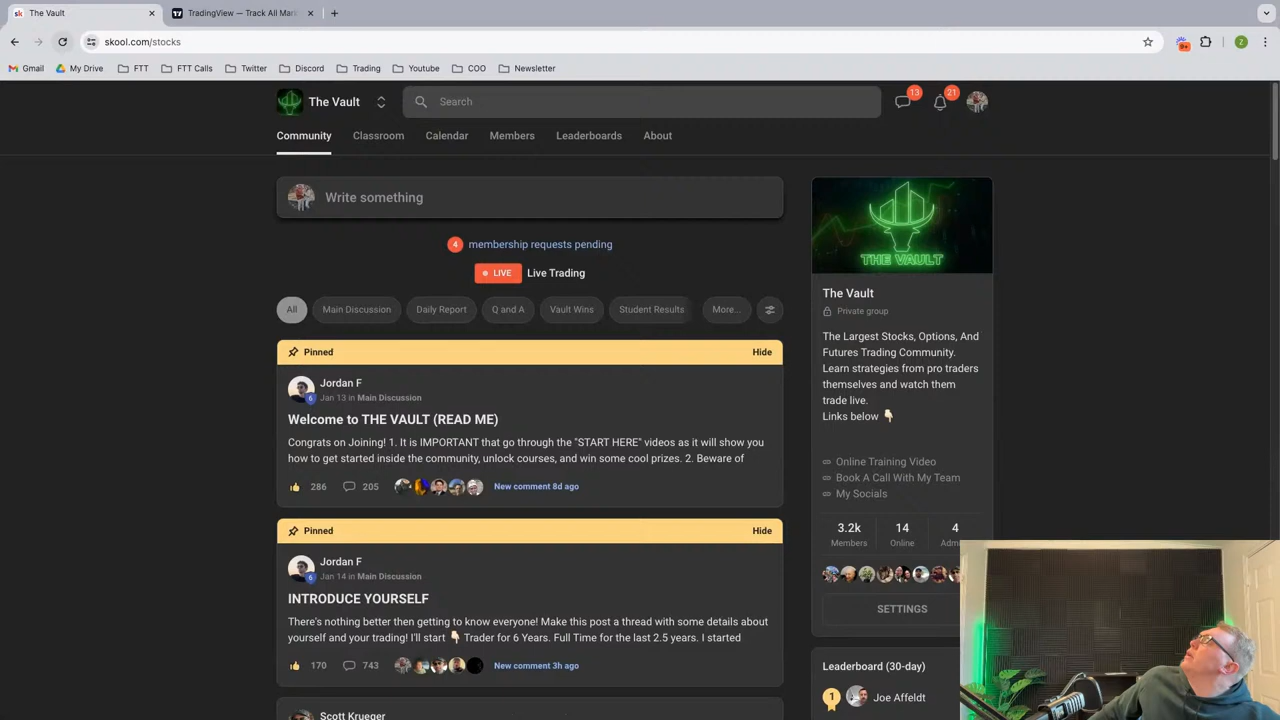 The Vault
TradingView — Track All Mark
skool.com/stocks
Gmail
My Drive
FTT
FTT Calls
Twitter
Discord
Trading
Youtube
COO
Newsletter
The Vault
Search
13
21
Community
Classroom
Calendar
Members
Leaderboards
About
Write something
4 membership requests pending
LIVE Live Trading
All
Main Discussion
Daily Report
Q and A
Vault Wins
Student Results
More...
Pinned
Hide
Jordan F
6
Jan 13 in Main Discussion
Welcome to THE VAULT (READ ME)
Congrats on Joining! 1. It is IMPORTANT that go through the "START HERE" videos as it will show you
how to get started inside the community, unlock courses, and win some cool prizes. 2. Beware of
286
205
New comment 8d ago
Pinned
Hide
Jordan F
6
Jan 14 in Main Discussion
INTRODUCE YOURSELF
There's nothing better then getting to know everyone! Make this post a thread with some details about
yourself and your trading! I'll start 👇🏻 Trader for 6 Years. Full Time for the last 2.5 years. I started
170
743
New comment 3h ago
Scott Krueger
THE VAULT
The Vault
Private group
The Largest Stocks, Options, And
Futures Trading Community.
Learn strategies from pro traders
themselves and watch them
trade live.
Links below 👇🏻
Online Training Video
Book A Call With My Team
My Socials
3.2k
Members
14
Online
4
Adm
SETTINGS
Leaderboard (30-day)
1
Joe Affeldt